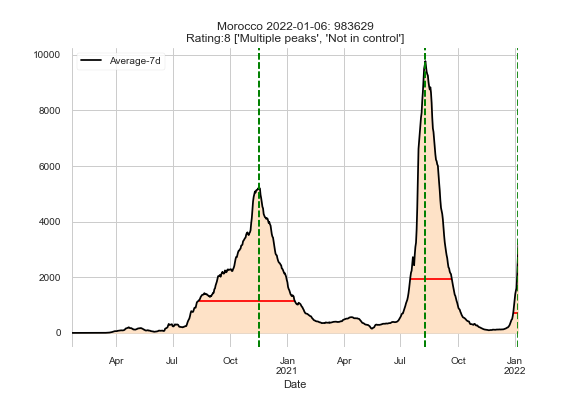 Morocco 2022-01-06: 983629
Rating:8 ['Multiple peaks', 'Not in control']
Average-7d
10000
8000
6000
4000
2000
0
Apr Jul Oct Jan Apr Jul Oct Jan
2021 2022
Date